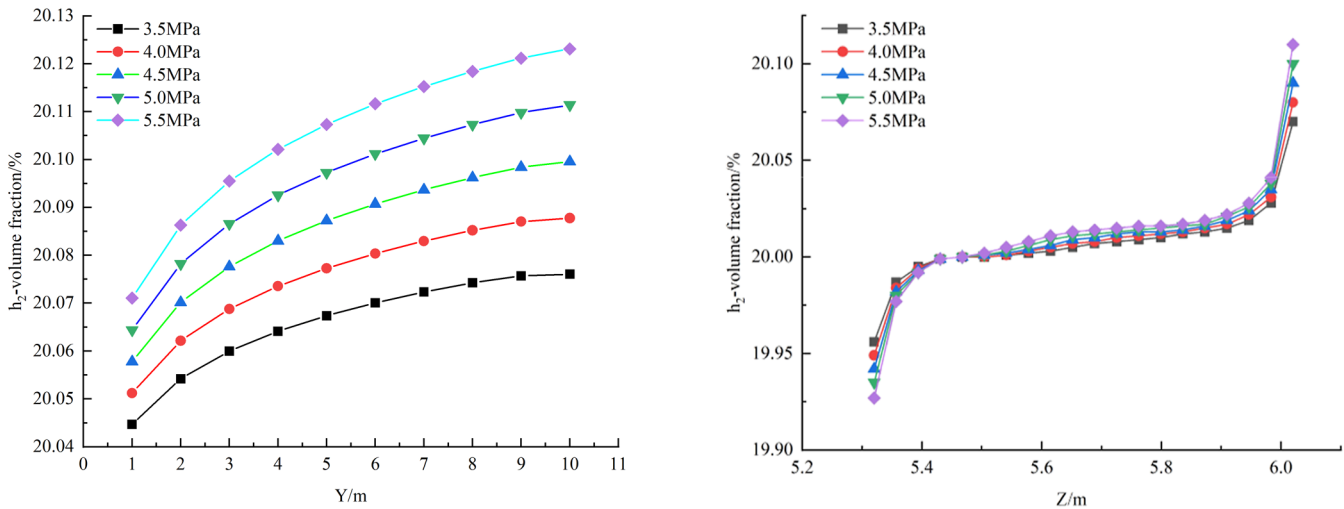 20.13
20.12
20.11
20.10
20.09
20.08
20.07
20.06
20.05
20.04
h2-volume fraction/%
3.5MPa
4.0MPa
4.5MPa
5.0MPa
5.5MPa
0 1 2 3 4 5 6 7 8 9 10 11
Y/m
20.10
20.05
20.00
19.95
19.90
h2-volume fraction/%
3.5MPa
4.0MPa
4.5MPa
5.0MPa
5.5MPa
5.2 5.4 5.6 5.8 6.0
Z/m